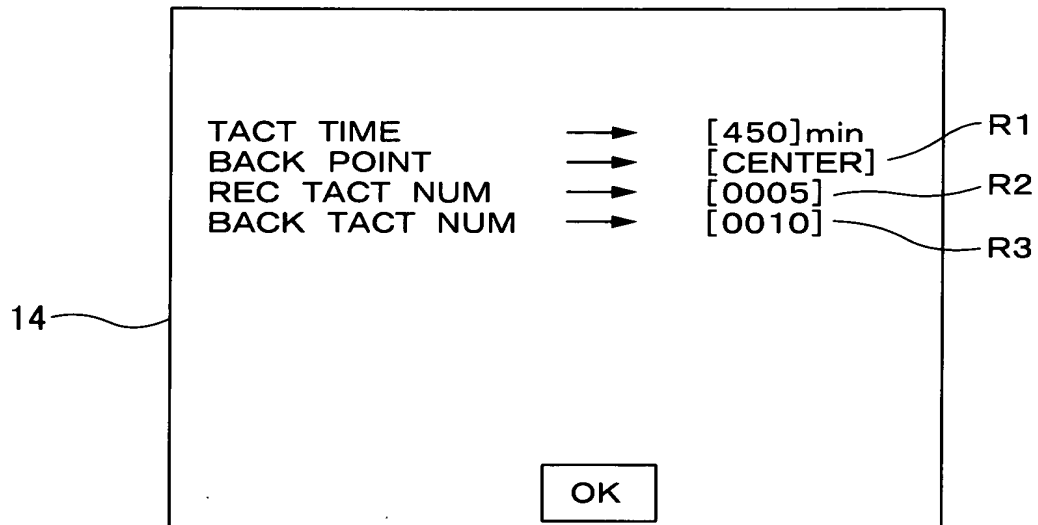 TACT TIME → [450]min
BACK POINT → [CENTER]
REC TACT NUM → [0005]
BACK TACT NUM → [0010]
R1
R2
R3
14
OK